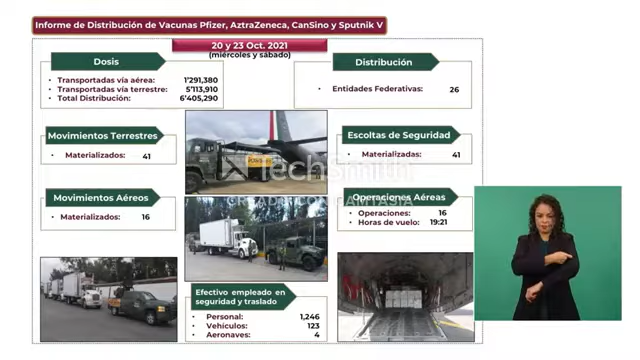 Informe de Distribución de Vacunas Pfizer, AztraZeneca, CanSino y Sputnik V
20 y 23 Oct. 2021
(miércoles y sábado)
Dosis
• Transportadas vía aérea: 1'291,380
• Transportadas vía terrestre: 5'113,910
• Total Distribución: 6'405,290
Distribución
• Entidades Federativas: 26
Movimientos Terrestres
• Materializados: 41
Escoltas de Seguridad
• Materializadas: 41
TechSmith
Movimientos Aéreos
• Materializados: 16
Operaciones Aéreas
• Operaciones: 16
• Horas de vuelo: 19:21
Efectivo empleado en
seguridad y traslado
• Personal: 1,246
• Vehículos: 123
• Aeronaves: 4